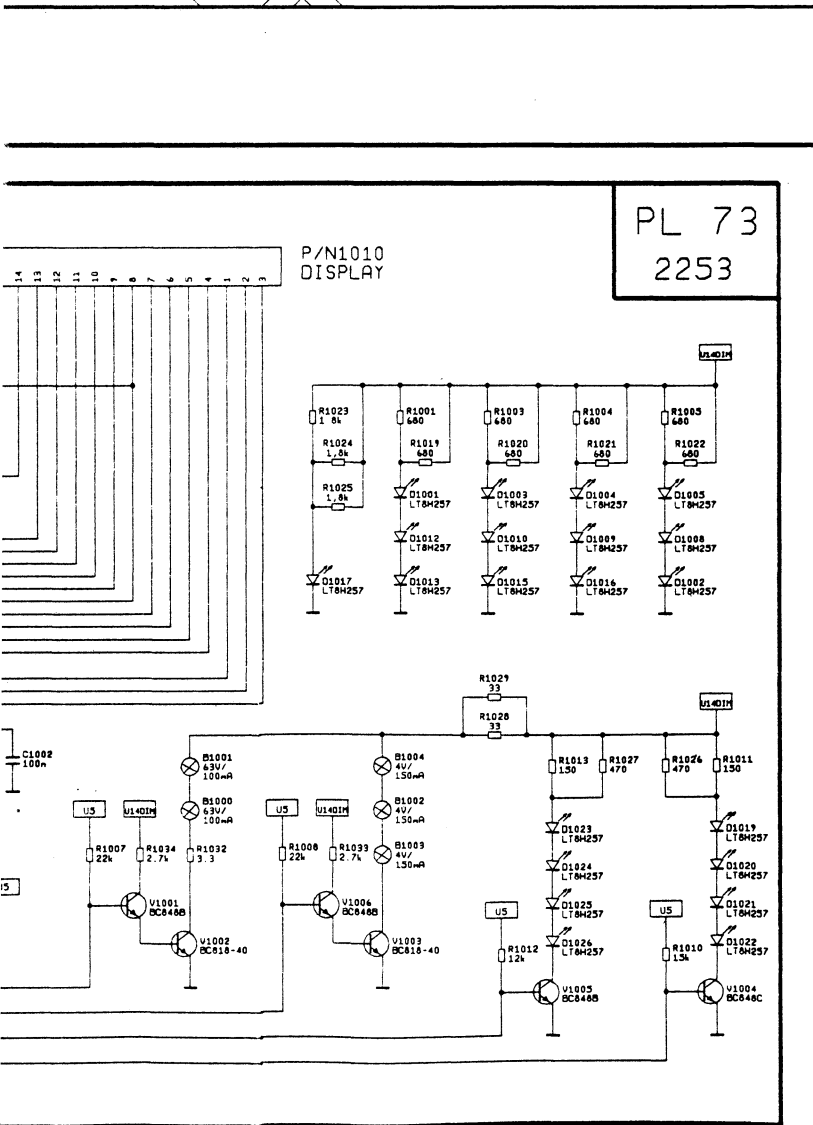 PL 73
2253
P/N1010
DISPLAY
14 13 12 11 10 9 8 7 6 5 4 1 2 3
U14DIM
R1023
1 8k
R1001
680
R1003
680
R1004
680
R1005
680
R1024
1,8k
R1019
680
R1020
680
R1021
680
R1022
680
R1025
1,8k
D1001
LT8H257
D1003
LT8H257
D1004
LT8H257
D1005
LT8H257
D1012
LT8H257
D1010
LT8H257
D1009
LT8H257
D1008
LT8H257
D1017
LT8H257
D1013
LT8H257
D1015
LT8H257
D1016
LT8H257
D1002
LT8H257
R1029
33
U14DIM
R1028
33
C1002
100n
B1001
63V/
100mA
B1004
4V/
150mA
R1013
150
R1027
470
R1026
470
R1011
150
U5
U14DIM
B1000
63V/
100mA
U5
U14DIM
B1002
4V/
150mA
D1023
LT8H257
D1019
LT8H257
R1007
22k
R1034
2.7k
R1032
3.3
R1008
22k
R1033
2.7k
B1003
4V/
150mA
D1024
LT8H257
D1020
LT8H257
V1001
BC848B
V1006
BC848B
U5
D1025
LT8H257
U5
D1021
LT8H257
V1002
BC818-40
V1003
BC818-40
R1012
12k
D1026
LT8H257
R1010
15k
D1022
LT8H257
V1005
BC848B
V1004
BC848C